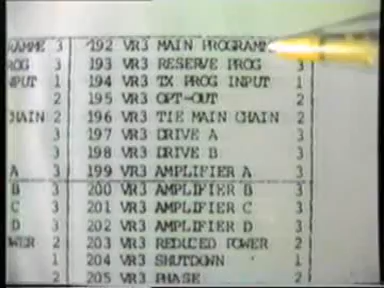 RAMME 3 192 VR3 MAIN PROGRAMM
ROG 3 193 VR3 RESERVE PROG 3
NPUT 1 194 VR3 TX PROG INPUT 1
2 195 VR3 OPT-OUT 2
CHAIN 2 196 VR3 TIE MAIN CHAIN 2
3 197 VR3 DRIVE A 3
3 198 VR3 DRIVE B 3
A 3 199 VR3 AMPLIFIER A 3
B 3 200 VR3 AMPLIFIER B 3
C 3 201 VR3 AMPLIFIER C 3
D 3 202 VR3 AMPLIFIER D 3
OWER 2 203 VR3 REDUCED POWER 2
1 204 VR3 SHUTDOWN 1
2 205 VR3 PHASE 2